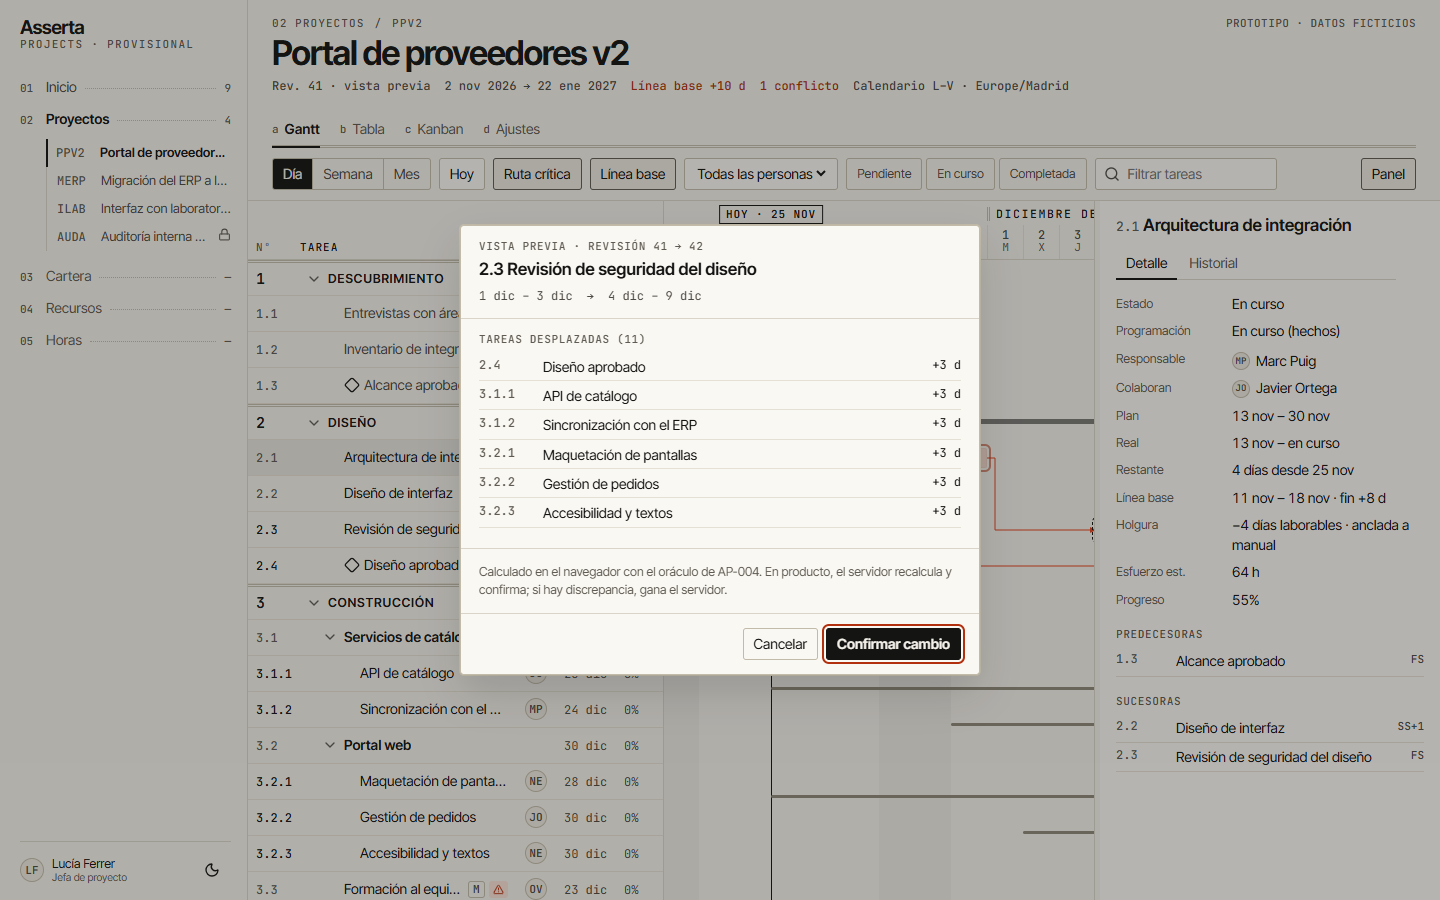 Asserta
PROJECTS · PROVISIONAL
01 Inicio 9
02 Proyectos 4
PPV2 Portal de proveedor...
MERP Migración del ERP a l...
ILAB Interfaz con laborator...
AUDA Auditoría interna ...
03 Cartera –
04 Recursos –
05 Horas –
LF Lucía Ferrer
Jefa de proyecto
02 PROYECTOS / PPV2
PROTOTIPO · DATOS FICTICIOS
Portal de proveedores v2
Rev. 41 · vista previa 2 nov 2026 → 22 ene 2027 Línea base +10 d 1 conflicto Calendario L–V · Europe/Madrid
a Gantt b Tabla c Kanban d Ajustes
Día Semana Mes Hoy Ruta crítica Línea base Todas las personas Pendiente En curso Completada Filtrar tareas Panel
HOY · 25 NOV
DICIEMBRE DE
1 2 3
M X J
N° TAREA
1 DESCUBRIMIENTO
1.1 Entrevistas con áre
1.2 Inventario de integr
1.3 Alcance aproba
2 DISEÑO
2.1 Arquitectura de inte
2.2 Diseño de interfaz
2.3 Revisión de segurid
2.4 Diseño aprobad
3 CONSTRUCCIÓN
3.1 Servicios de catálo
3.1.1 API de catálogo
3.1.2 Sincronización con el ... MP 24 dic 0%
3.2 Portal web 30 dic 0%
3.2.1 Maquetación de panta... NE 28 dic 0%
3.2.2 Gestión de pedidos JO 30 dic 0%
3.2.3 Accesibilidad y textos NE 30 dic 0%
3.3 Formación al equi... M OV 23 dic 0%
VISTA PREVIA · REVISIÓN 41 → 42
2.3 Revisión de seguridad del diseño
1 dic – 3 dic → 4 dic – 9 dic
TAREAS DESPLAZADAS (11)
2.4 Diseño aprobado +3 d
3.1.1 API de catálogo +3 d
3.1.2 Sincronización con el ERP +3 d
3.2.1 Maquetación de pantallas +3 d
3.2.2 Gestión de pedidos +3 d
3.2.3 Accesibilidad y textos +3 d
Calculado en el navegador con el oráculo de AP-004. En producto, el servidor recalcula y
confirma; si hay discrepancia, gana el servidor.
Cancelar Confirmar cambio
2.1 Arquitectura de integración
Detalle Historial
Estado En curso
Programación En curso (hechos)
Responsable MP Marc Puig
Colaboran JO Javier Ortega
Plan 13 nov – 30 nov
Real 13 nov – en curso
Restante 4 días desde 25 nov
Línea base 11 nov – 18 nov · fin +8 d
Holgura −4 días laborables · anclada a
manual
Esfuerzo est. 64 h
Progreso 55%
PREDECESORAS
1.3 Alcance aprobado FS
SUCESORAS
2.2 Diseño de interfaz SS+1
2.3 Revisión de seguridad del diseño FS